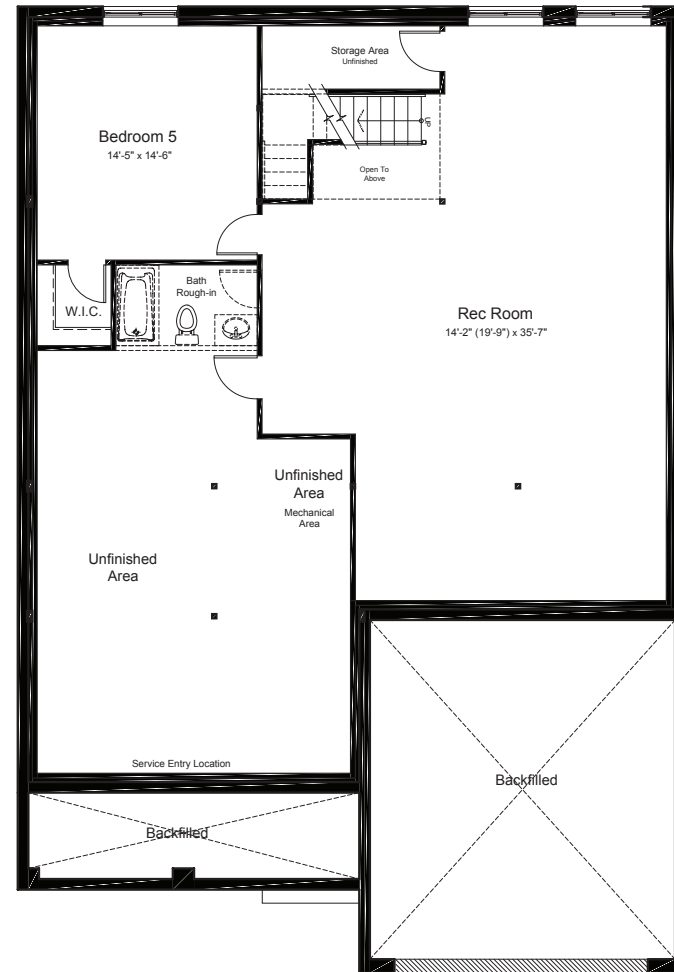 Storage Area
Unfinished
Bedroom 5
14'-5" x 14'-6"
UP
Open To
Above
Bath
Rough-in
W.I.C.
Rec Room
14'-2" (19'-9") x 35'-7"
Unfinished
Area
Mechanical
Area
Unfinished
Area
Service Entry Location
Backfilled
Backfilled